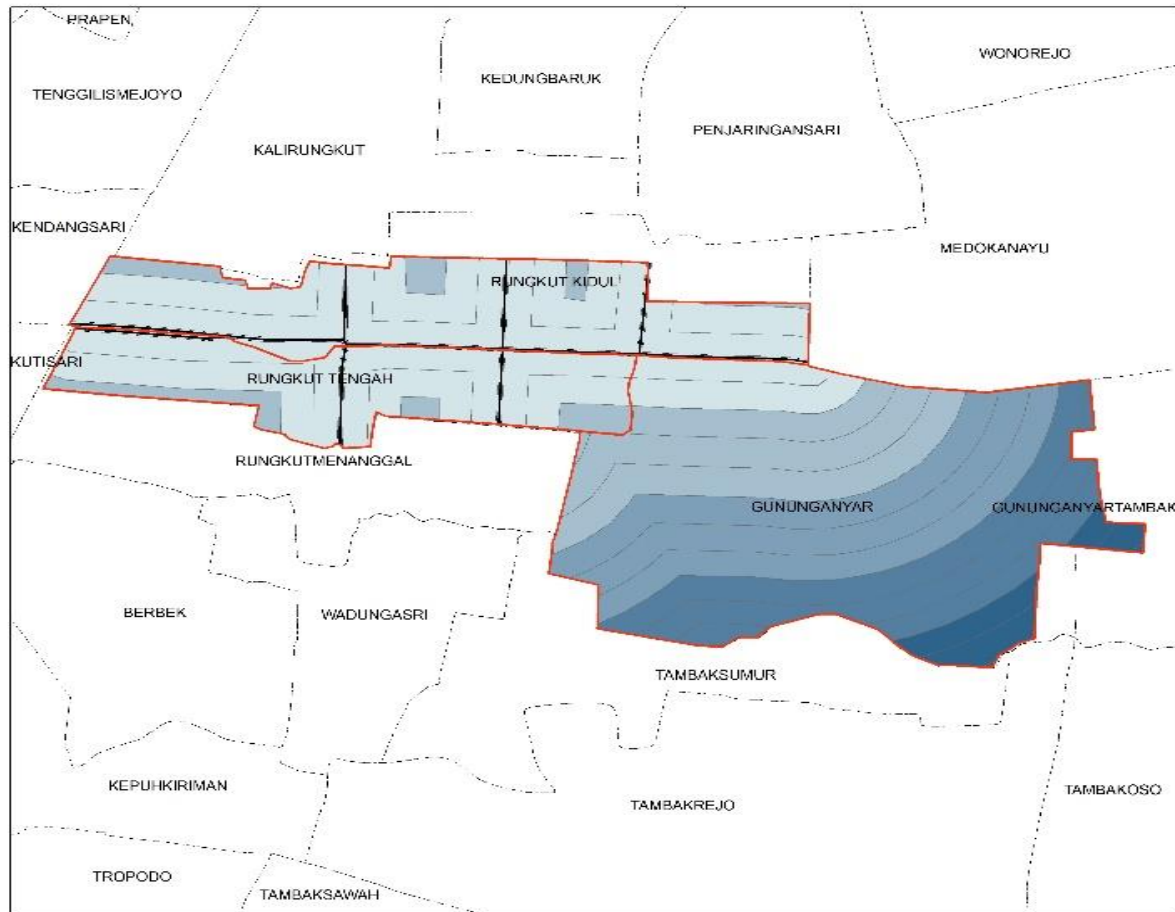 PRAPEN
WONOREJO
KEDUNGBARUK
TENGGILISMEJOYO
PENJARINGANSARI
KALIRUNGKUT
KENDANGSARI
MEDOKANAYU
RUNGKUT KIDUL
KUTISARI
RUNGKUT TENGAH
RUNGKUTMENANGGAL
GUNUNGANYAR
GUNUNGANYARTAMBAK
BERBEK
WADUNGASRI
TAMBAKSUMUR
KEPUHKIRIMAN
TAMBAKREJO
TAMBAKOSO
TROPODO
TAMBAKSAWAH